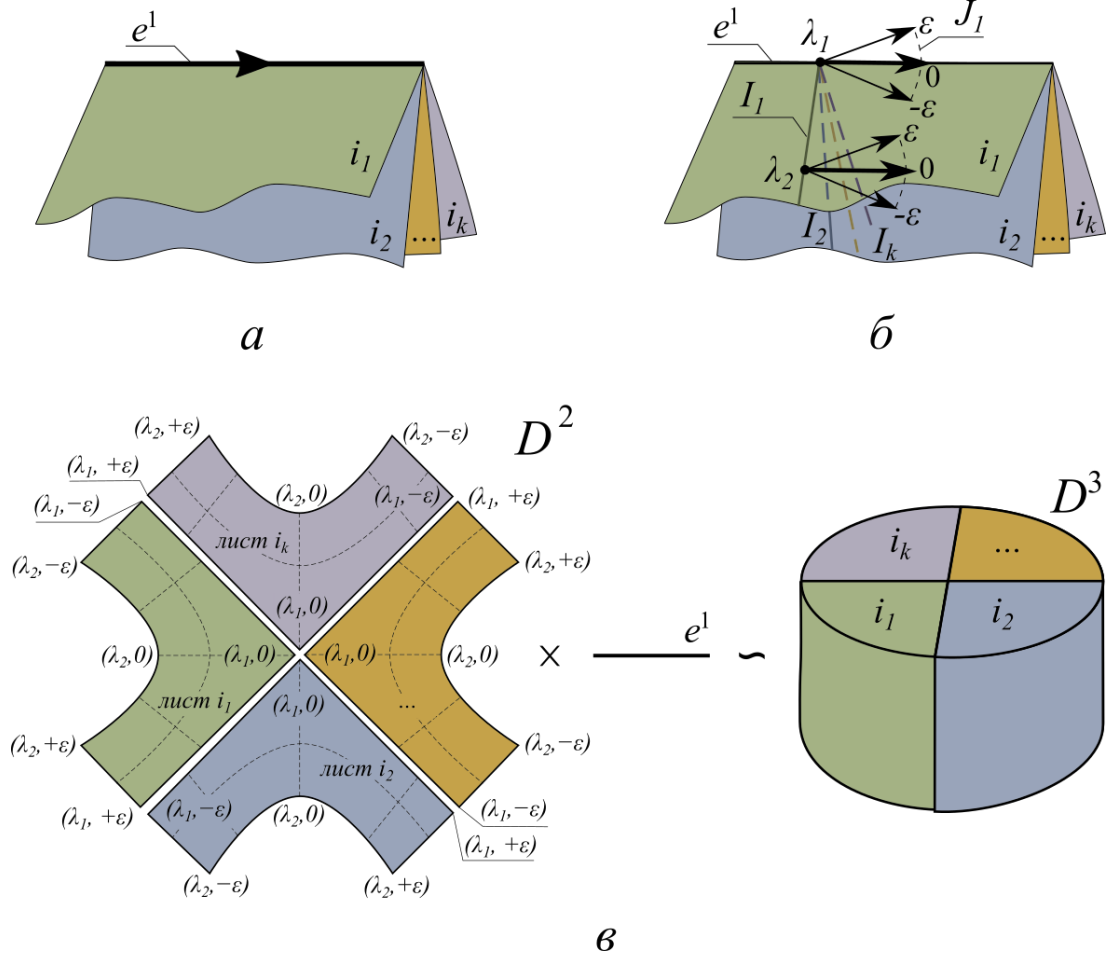 e¹
i₁
i₂
...
iₖ
а
e¹
λ₁
ε
J₁
0
-ε
I₁
λ₂
ε
0
-ε
i₁
I₂
Iₖ
i₂
...
iₖ
б
(λ₂,+ε)
(λ₂,−ε)
D²
(λ₁, +ε)
(λ₁,−ε)
(λ₂,0)
(λ₁,−ε)
(λ₁, +ε)
лист iₖ
(λ₂,−ε)
(λ₂,+ε)
(λ₁,0)
(λ₂,0)
(λ₁,0)
(λ₁,0)
(λ₂,0)
лист i₁
(λ₁,0)
...
(λ₂,+ε)
лист i₂
(λ₂,−ε)
(λ₁, +ε)
(λ₁,−ε)
(λ₂,0)
(λ₁,−ε)
(λ₁, +ε)
(λ₂,−ε)
(λ₂,+ε)
×
e¹
∽
D³
iₖ
...
i₁
i₂
в